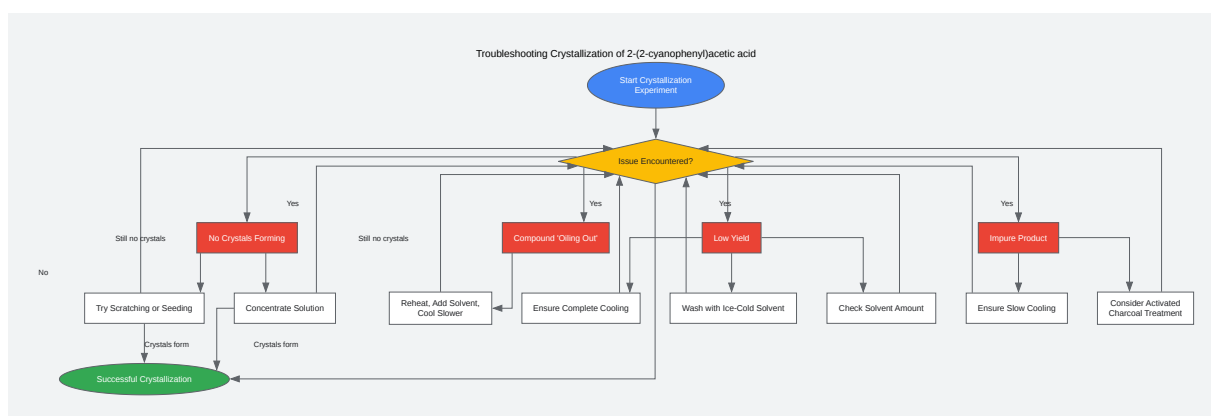 Troubleshooting Crystallization of 2-(2-cyanophenyl)acetic acid
Start Crystallization
Experiment
Issue Encountered?
Yes
Yes
Yes
Yes
Still no crystals
No Crystals Forming
Still no crystals
Compound 'Oiling Out'
Low Yield
Impure Product
No
Try Scratching or Seeding
Concentrate Solution
Reheat, Add Solvent,
Cool Slower
Ensure Complete Cooling
Wash with Ice-Cold Solvent
Check Solvent Amount
Ensure Slow Cooling
Consider Activated
Charcoal Treatment
Crystals form
Crystals form
Successful Crystallization